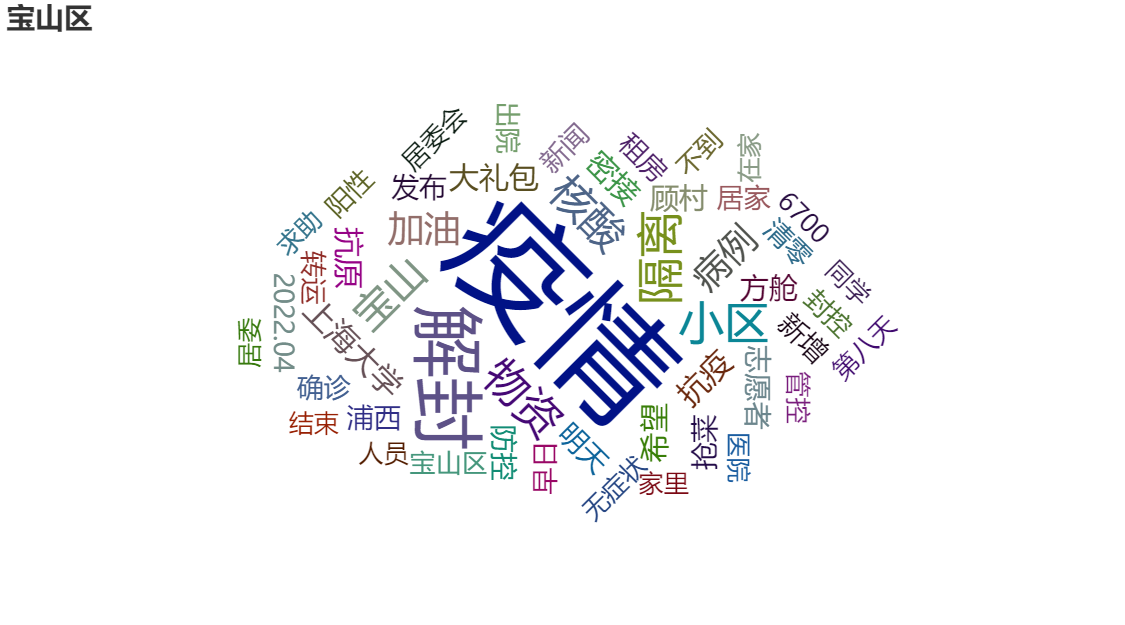 宝山区
居委会
出院
新闻
租房
不到
在家
阳性
发布
大礼包
核酸
密接
顾村
居家
6700
求助
抗原
加油
疫情
隔离
病例
清零
转运
宝山
小区
方舱
同学
2022.04
上海大学
解封
新增
封控
第八天
居委
物资
抗疫
志愿者
管控
确诊
结束
浦西
希望
抢菜
医院
人员
宝山区
防控
明天
无症状
家里